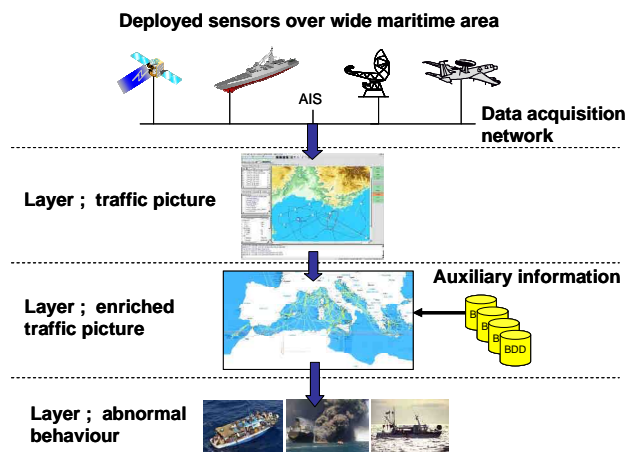 Deployed sensors over wide maritime area
AIS
Data acquisition
network
Layer ; traffic picture
Auxiliary information
Layer ; enriched
traffic picture
BDD
Layer ; abnormal
behaviour